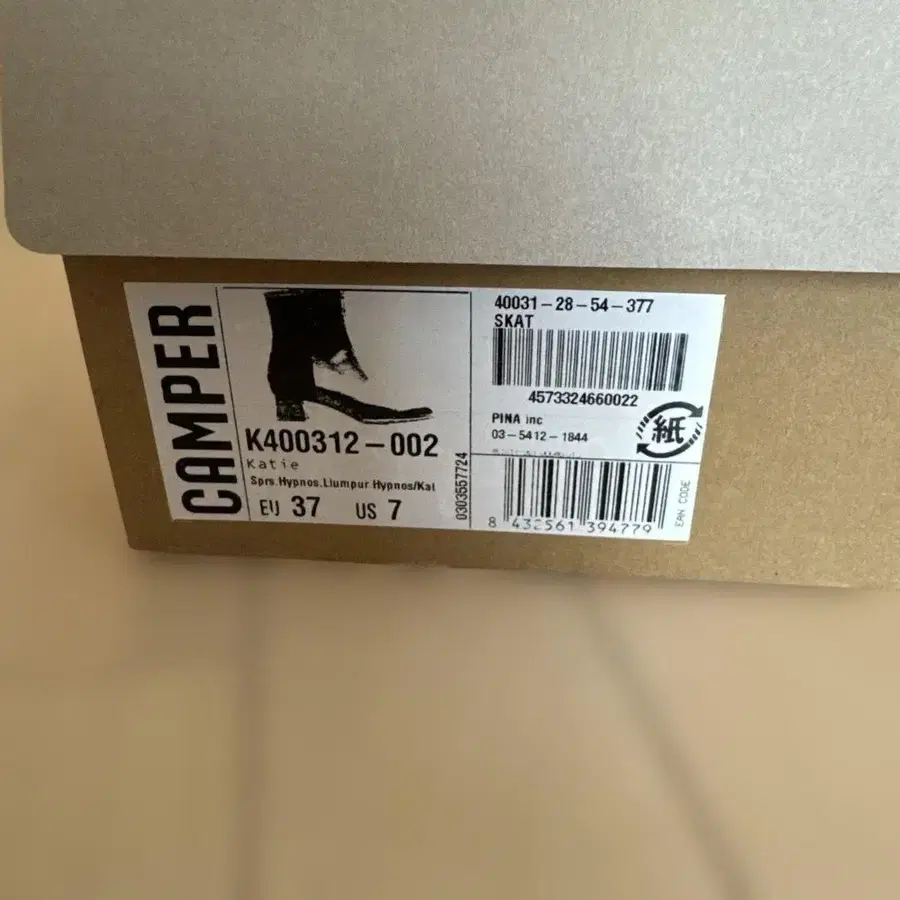 CAMPER
K400312-002
Katie
Sprs.Hypnos.Llumpur Hypnos/Kat
EU 37 US 7
0303557724
40031-28-54-377
SKAT
4573324660022
PINA inc
03-5412-1844
紙
8 432561 394779
EAN CODE